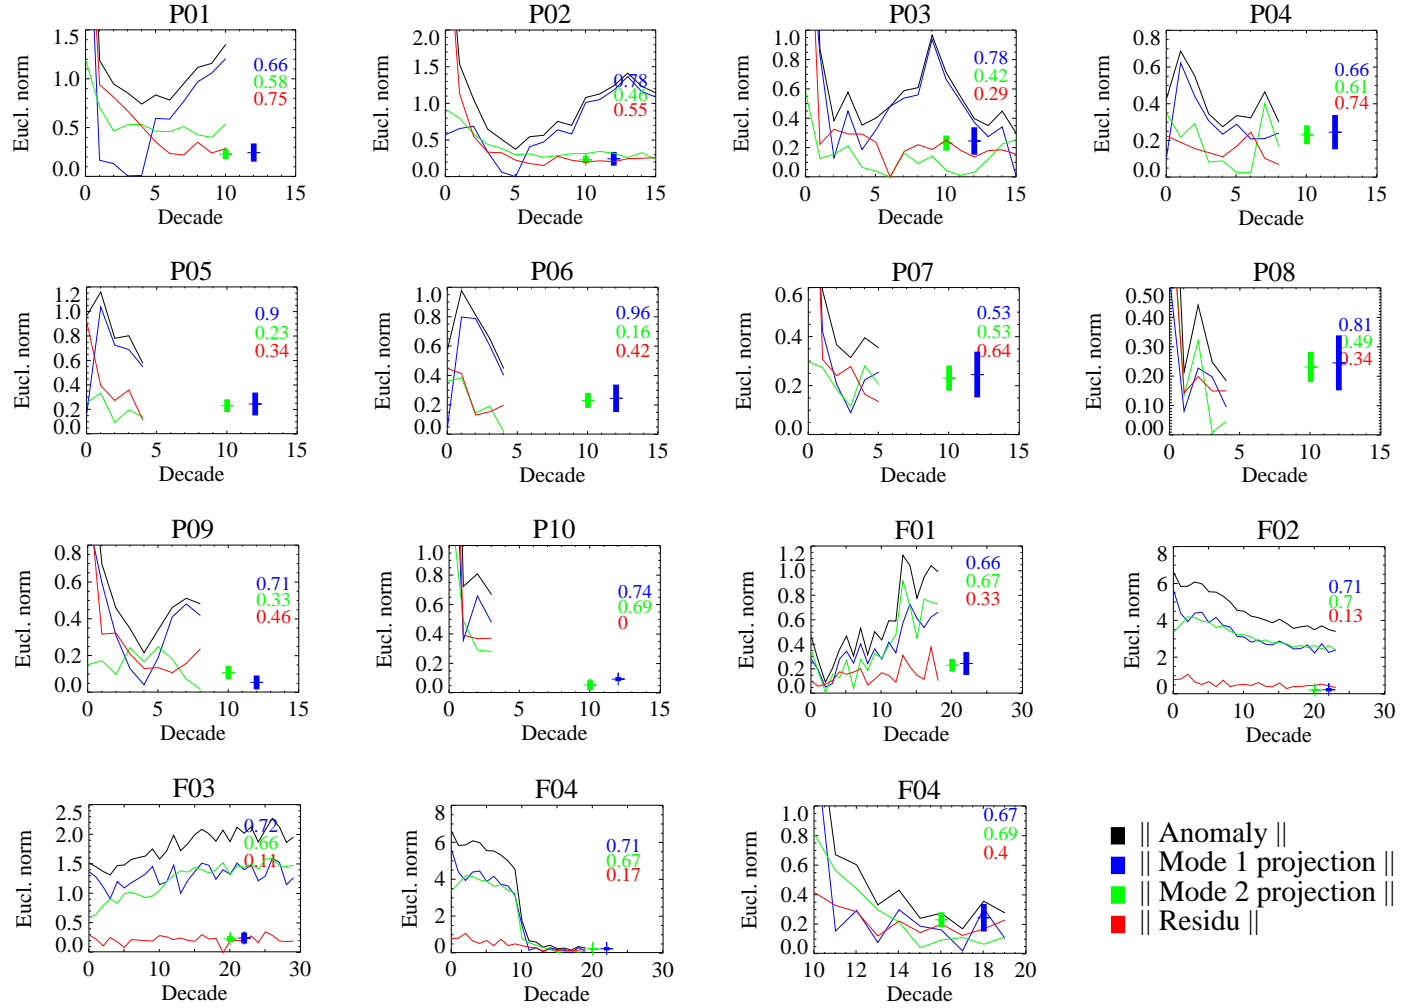 P01 P02 P03 P04
Eucl. norm Eucl. norm Eucl. norm Eucl. norm
1.5 1.0 0.5 0.0
0.66
0.58
0.75
0 5 10 15
Decade
2.0 1.5 1.0 0.5 0.0
0.78
0.46
0.55
0 5 10 15
Decade
1.0 0.8 0.6 0.4 0.2 0.0
0.78
0.42
0.29
0 5 10 15
Decade
0.8 0.6 0.4 0.2 0.0
0.66
0.61
0.74
0 5 10 15
Decade
P05 P06 P07 P08
Eucl. norm Eucl. norm Eucl. norm Eucl. norm
1.2 1.0 0.8 0.6 0.4 0.2 0.0
0.9
0.23
0.34
0 5 10 15
Decade
1.0 0.8 0.6 0.4 0.2 0.0
0.96
0.16
0.42
0 5 10 15
Decade
0.6 0.4 0.2 0.0
0.53
0.53
0.64
0 5 10 15
Decade
0.50 0.40 0.30 0.20 0.10 0.00
0.81
0.49
0.34
0 5 10 15
Decade
P09 P10 F01 F02
Eucl. norm Eucl. norm Eucl. norm Eucl. norm
0.8 0.6 0.4 0.2 0.0
0.71
0.33
0.46
0 5 10 15
Decade
1.0 0.8 0.6 0.4 0.2 0.0
0.74
0.69
0
0 5 10 15
Decade
1.2 1.0 0.8 0.6 0.4 0.2 0.0
0.66
0.67
0.33
0 10 20 30
Decade
8 6 4 2 0
0.71
0.7
0.13
0 10 20 30
Decade
F03 F04 F04
Eucl. norm Eucl. norm Eucl. norm
2.5 2.0 1.5 1.0 0.5 0.0
0.72
0.66
0.11
0 10 20 30
Decade
8 6 4 2 0
0.71
0.67
0.17
0 10 20 30
Decade
1.0 0.8 0.6 0.4 0.2 0.0
0.67
0.69
0.4
10 12 14 16 18 20
Decade
|| Anomaly ||
|| Mode 1 projection ||
|| Mode 2 projection ||
|| Residu ||